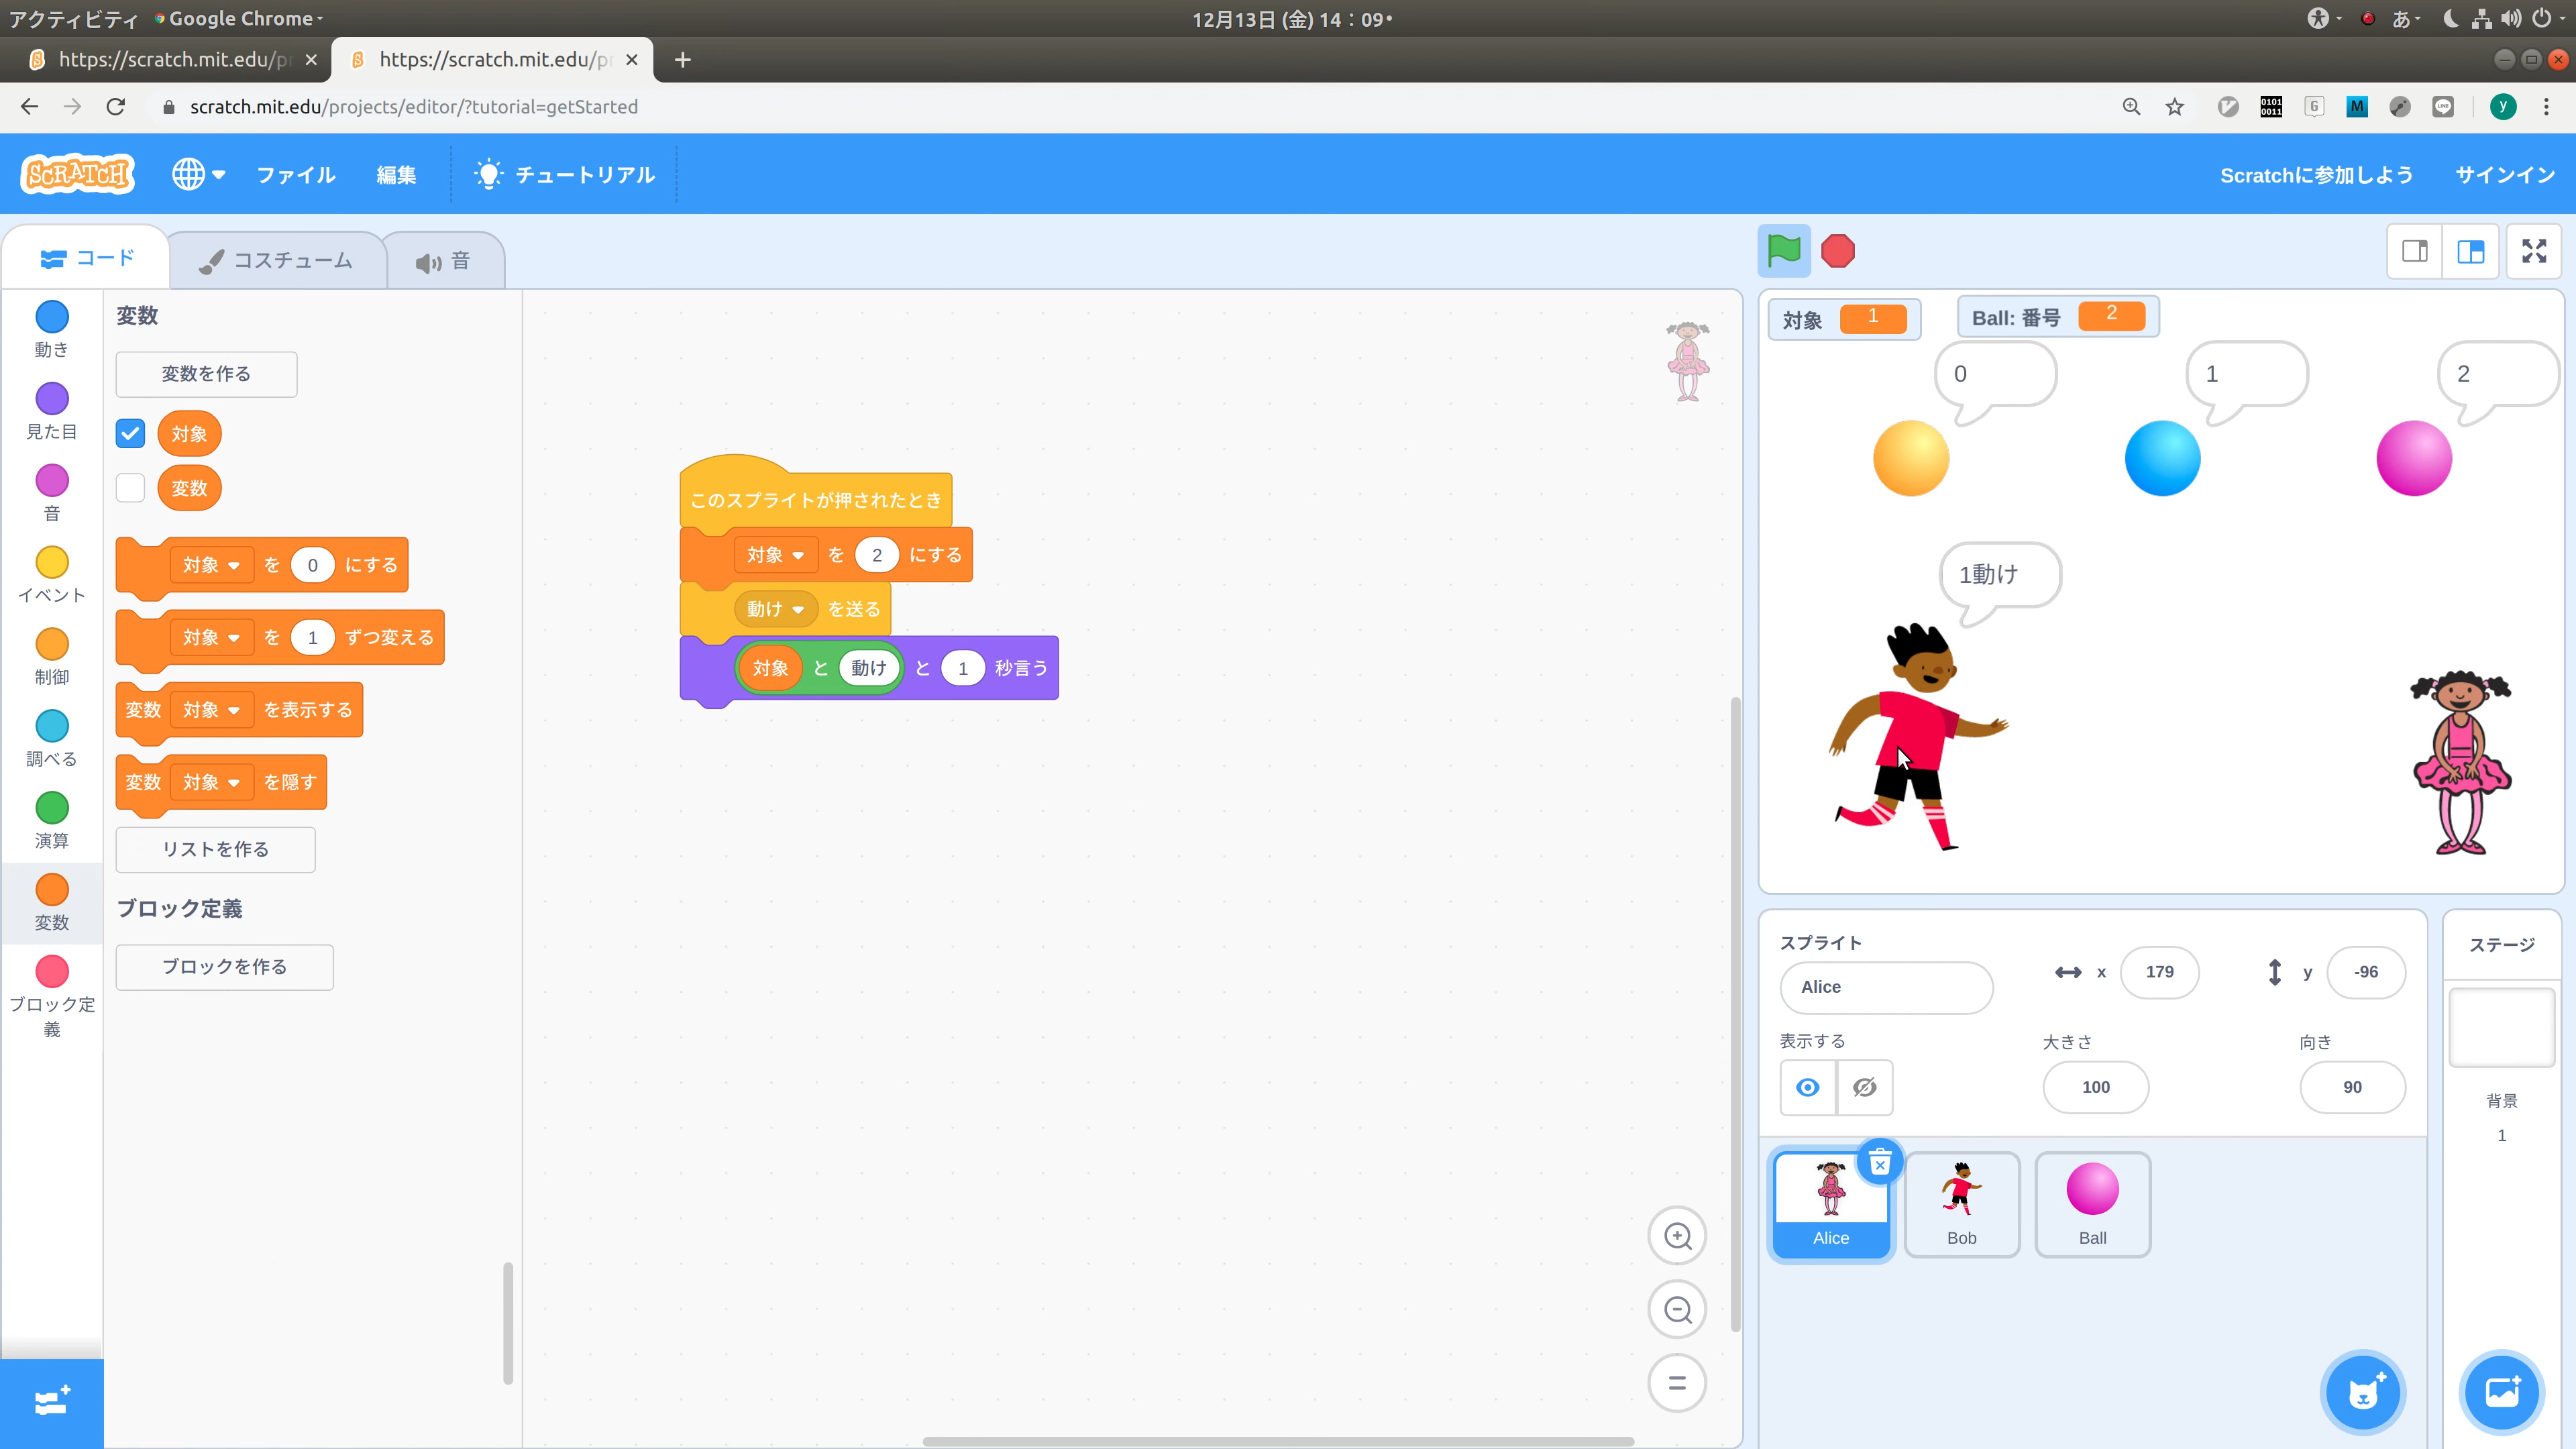 アクティビティ Google Chrome 12月13日 (金) 14：09 あ
https://scratch.mit.edu/p https://scratch.mit.edu/p
scratch.mit.edu/projects/editor/?tutorial=getStarted 0101 0011 G M LINE y
SCRATCH ファイル 編集 チュートリアル Scratchに参加しよう サインイン
コード コスチューム 音
動き
見た目
音
イベント
制御
調べる
演算
変数
ブロック定
義
変数
変数を作る
対象
変数
対象 を 0 にする
対象 を 1 ずつ変える
変数 対象 を表示する
変数 対象 を隠す
リストを作る
ブロック定義
ブロックを作る
このスプライトが押されたとき
対象 を 2 にする
動け を送る
対象 と 動け と 1 秒言う
対象 1 Ball: 番号 2
0 1 2
1動け
スプライト
Alice x 179 y -96
表示する 大きさ 向き
100 90
Alice Bob Ball
ステージ
背景
1